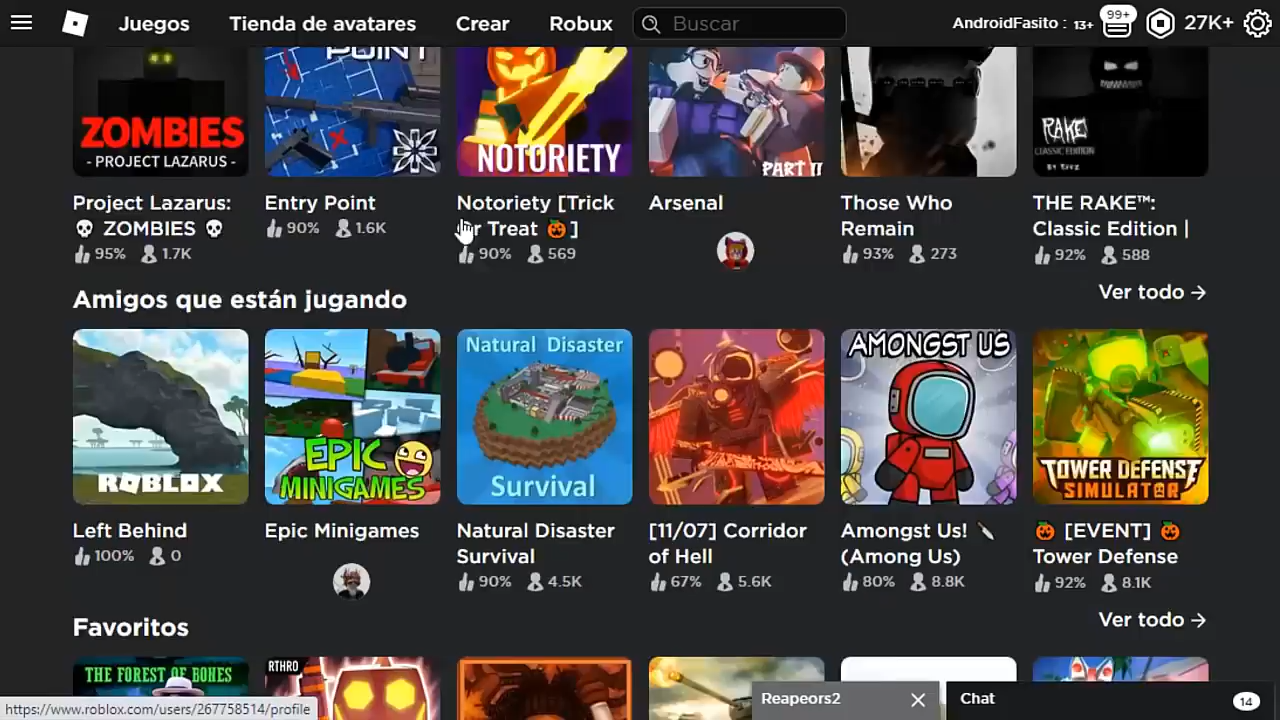 Juegos
Tienda de avatares
Crear
Robux
Buscar
AndroidFasito : 13+
99+
27K+
ZOMBIES
- PROJECT LAZARUS -
POINT
NOTORIETY
PART II
RAKE
CLASSIC EDITION
Project Lazarus:
💀 ZOMBIES 💀
95% 1.7K
Entry Point
90% 1.6K
Notoriety [Trick
r Treat 🎃 ]
90% 569
Arsenal
Those Who
Remain
93% 273
THE RAKE™:
Classic Edition |
92% 588
Amigos que están jugando
Ver todo →
ROBLOX
EPIC
MINIGAMES
Natural Disaster
Survival
AMONGST US
TOWER DEFENSE
SIMULATOR
Left Behind
100% 0
Epic Minigames
Natural Disaster
Survival
90% 4.5K
[11/07] Corridor
of Hell
67% 5.6K
Amongst Us! 🔪
(Among Us)
80% 8.8K
🎃 [EVENT] 🎃
Tower Defense
92% 8.1K
Favoritos
Ver todo →
THE FOREST OF BONES
RTHRO
https://www.roblox.com/users/267758514/profile
Reapeors2
Chat
14